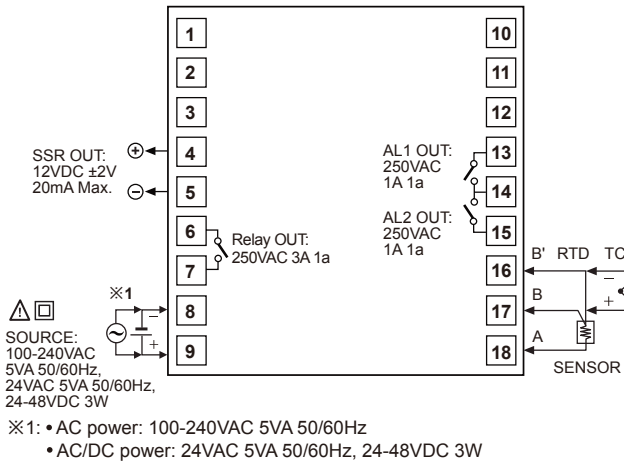 1
2
3
4
5
6
7
8
9
10
11
12
13
14
15
16
17
18
SSR OUT:
12VDC ±2V
20mA Max.
Relay OUT:
250VAC 3A 1a
AL1 OUT:
250VAC
1A 1a
AL2 OUT:
250VAC
1A 1a
B' RTD TC
B
A
SENSOR
※1
SOURCE:
100-240VAC
5VA 50/60Hz,
24VAC 5VA 50/60Hz,
24-48VDC 3W
※1: • AC power: 100-240VAC 5VA 50/60Hz
• AC/DC power: 24VAC 5VA 50/60Hz, 24-48VDC 3W